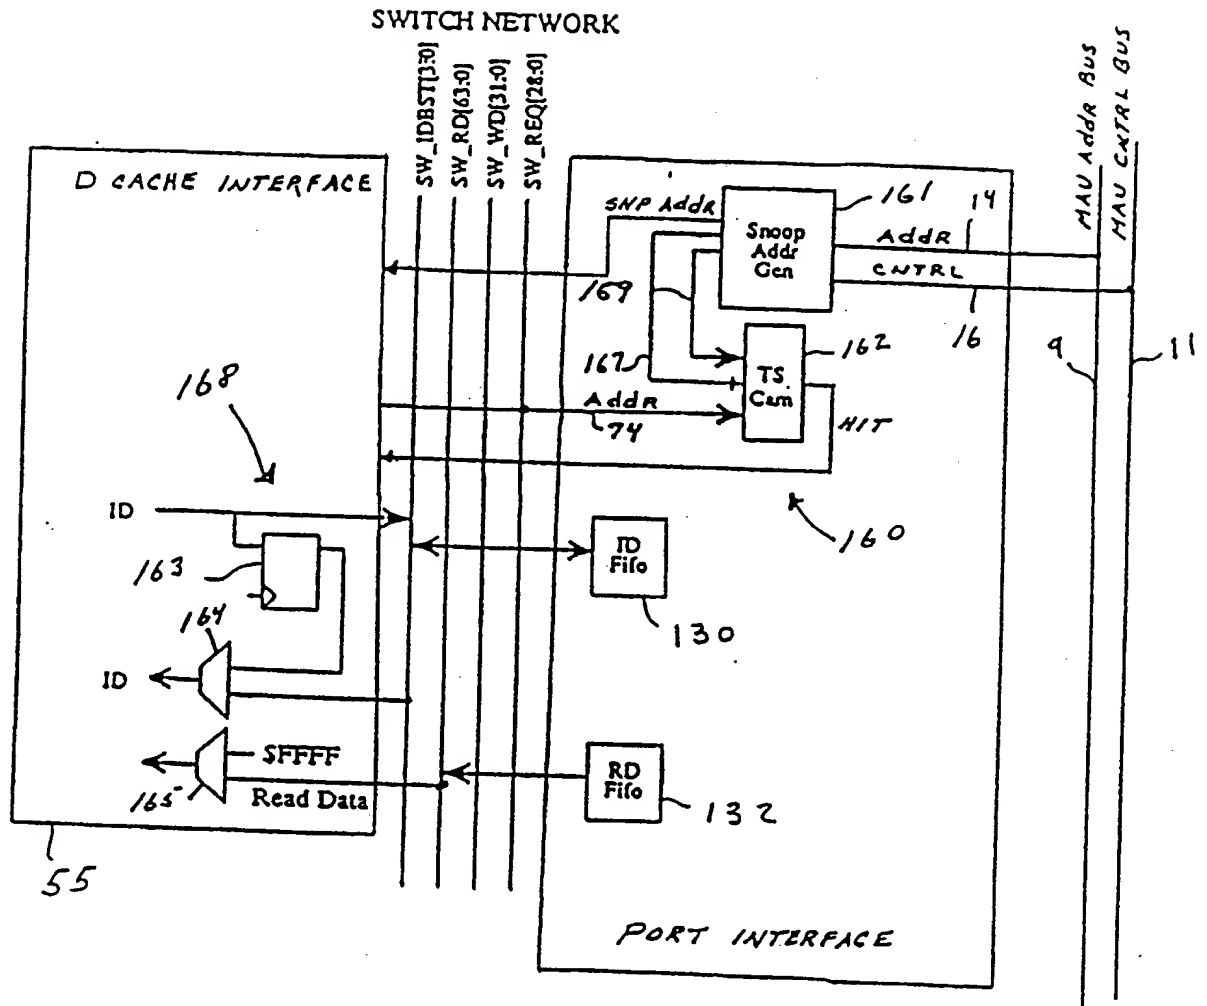 SWITCH NETWORK
SW_IDBST[3:0]
SW_RD[63:0]
SW_WD[31:0]
SW_REQ[28:0]
MAU Addr BUS
MAU CNTRL BUS
D CACHE INTERFACE
SNP Addr
Snoop
Addr
Gen
161
14
Addr
CNTRL
169
16
9
11
167
TS
Cam
162
168
Addr
74
HIT
160
ID
163
ID
Fifo
130
164
ID
SFFFF
165
Read Data
RD
Fifo
132
55
PORT INTERFACE